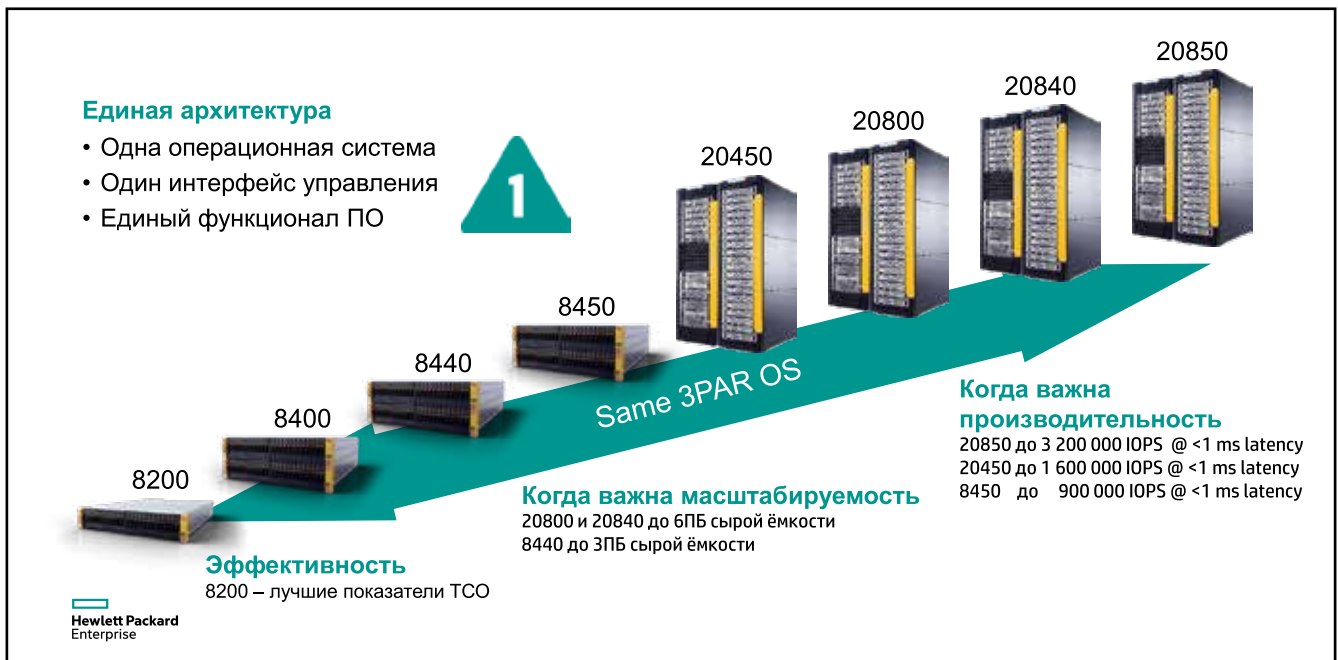 Единая архитектура
• Одна операционная система
• Один интерфейс управления
• Единый функционал ПО
1
8200
8400
8440
8450
20450
20800
20840
20850
Same 3PAR OS
Когда важна
производительность
20850 до 3 200 000 IOPS @ <1 ms latency
20450 до 1 600 000 IOPS @ <1 ms latency
8450 до 900 000 IOPS @ <1 ms latency
Когда важна масштабируемость
20800 и 20840 до 6ПБ сырой ёмкости
8440 до 3ПБ сырой ёмкости
Эффективность
8200 – лучшие показатели TCO
Hewlett Packard
Enterprise